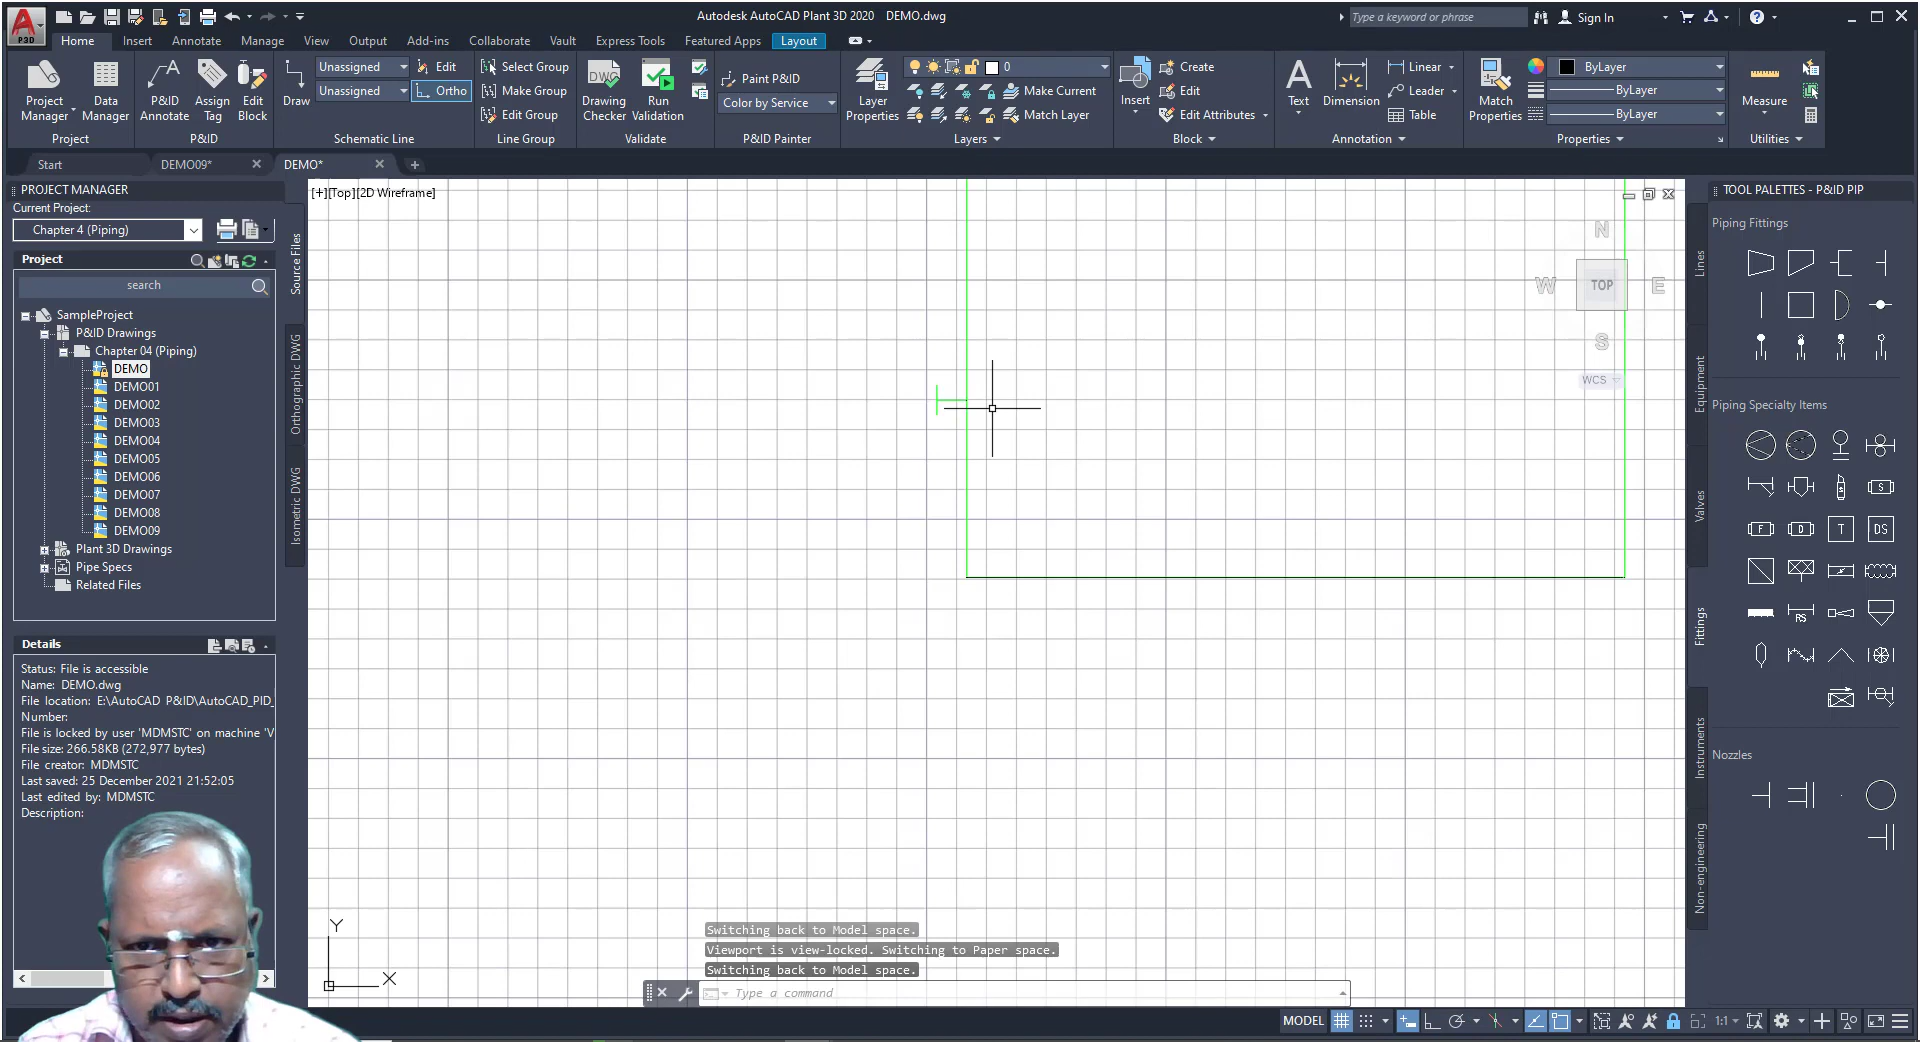 Autodesk AutoCAD Plant 3D 2020 DEMO.dwg
Type a keyword or phrase
Sign In
P3D
Home Insert Annotate Manage View Output Add-ins Collaborate Vault Express Tools Featured Apps Layout
Project Manager
Data Manager
Project
P&ID Annotate
Assign Tag
Edit Block
P&ID
Draw
Unassigned
Unassigned
Edit
Ortho
Schematic Line
Select Group
Make Group
Edit Group
Line Group
DWG
Drawing Checker
Run Validation
Validate
Paint P&ID
Color by Service
P&ID Painter
Layer Properties
0
Make Current
Match Layer
Layers
Insert
Create
Edit
Edit Attributes
Block
Text
Dimension
Linear
Leader
Table
Annotation
Match Properties
ByLayer
ByLayer
ByLayer
Properties
Measure
Utilities
Start DEMO09* DEMO*
PROJECT MANAGER
Current Project:
Chapter 4 (Piping)
Project
search
SampleProject
P&ID Drawings
Chapter 04 (Piping)
DEMO
DEMO01
DEMO02
DEMO03
DEMO04
DEMO05
DEMO06
DEMO07
DEMO08
DEMO09
Plant 3D Drawings
Pipe Specs
Related Files
Source Files
Orthographic DWG
Isometric DWG
Details
Status: File is accessible
Name: DEMO.dwg
File location: E:\AutoCAD P&ID\AutoCAD_PID_
Number:
File is locked by user 'MDMSTC' on machine 'V
File size: 266.58KB (272,977 bytes)
File creator: MDMSTC
Last saved: 25 December 2021 21:52:05
Last edited by: MDMSTC
Description:
[+][Top][2D Wireframe]
N
W TOP E
S
WCS
Y
X
Switching back to Model space.
Viewport is view-locked. Switching to Paper space.
Switching back to Model space.
Type a command
TOOL PALETTES - P&ID PIP
Piping Fittings
Piping Specialty Items
S
S
F D T DS
RS
Nozzles
Lines
Equipment
Valves
Fittings
Instruments
Non-engineering
MODEL
1:1